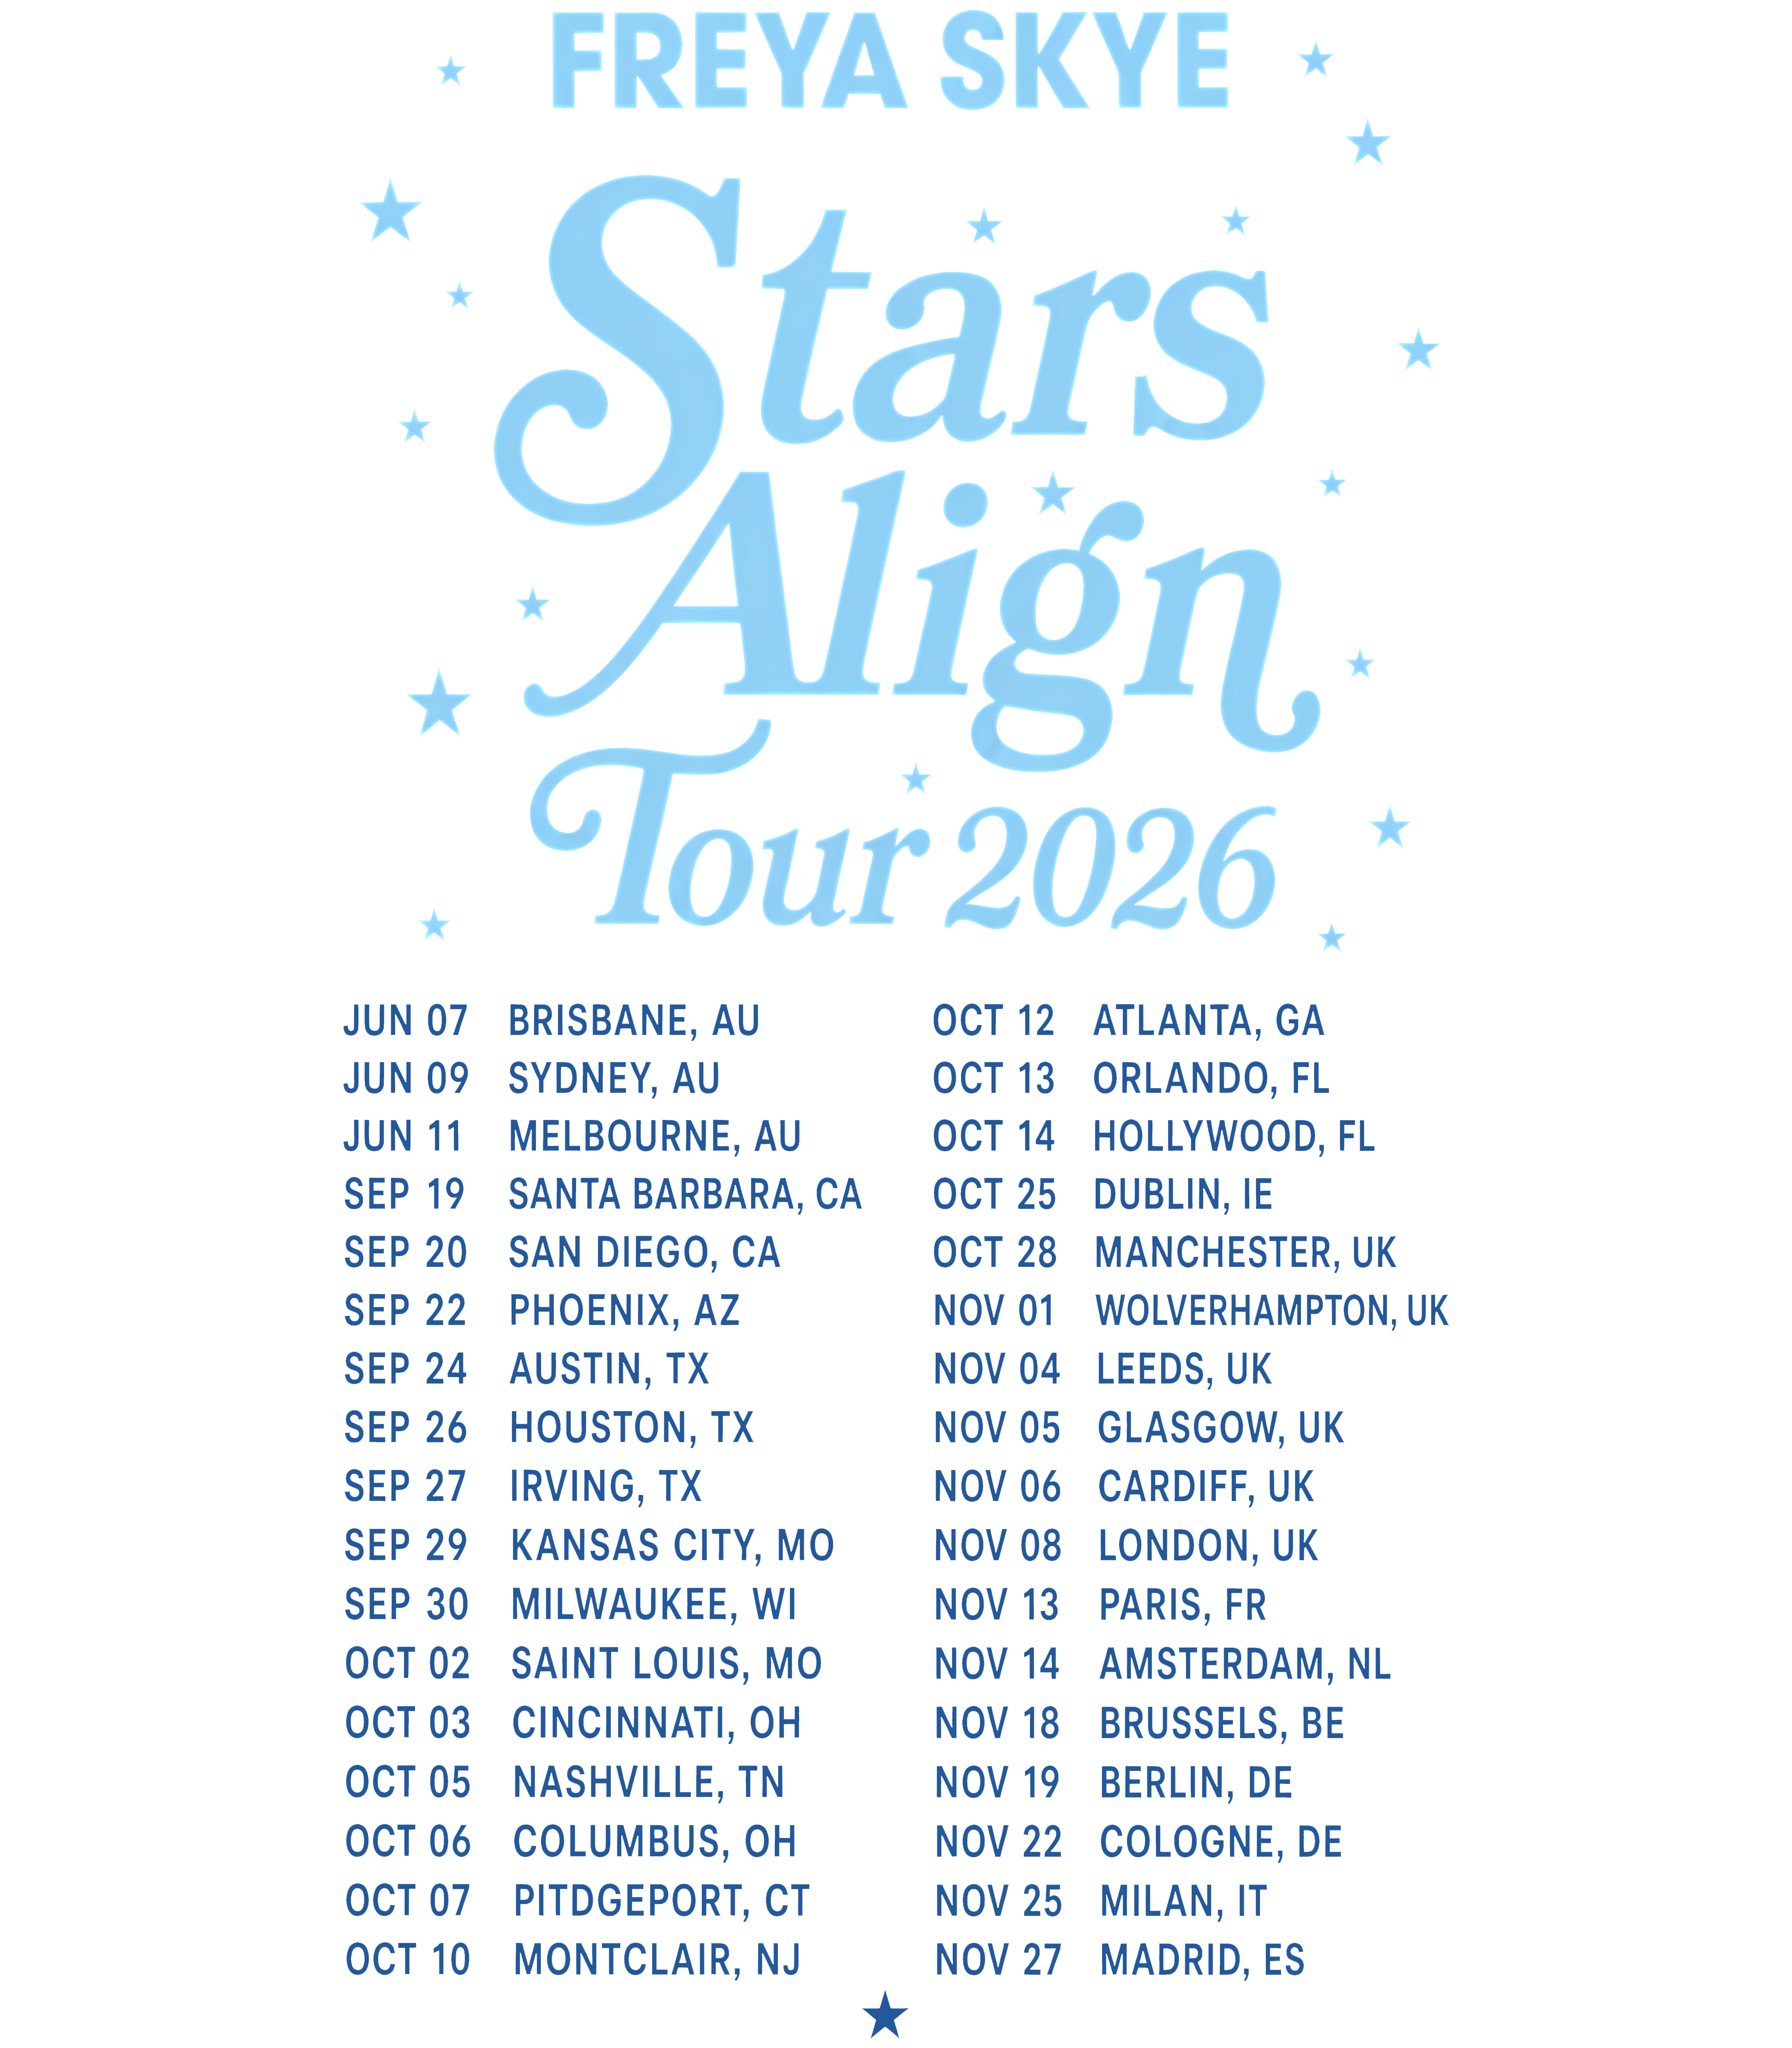 FREYA SKYE
Stars
Align
Tour 2026
JUN 07 BRISBANE, AU
JUN 09 SYDNEY, AU
JUN 11 MELBOURNE, AU
SEP 19 SANTA BARBARA, CA
SEP 20 SAN DIEGO, CA
SEP 22 PHOENIX, AZ
SEP 24 AUSTIN, TX
SEP 26 HOUSTON, TX
SEP 27 IRVING, TX
SEP 29 KANSAS CITY, MO
SEP 30 MILWAUKEE, WI
OCT 02 SAINT LOUIS, MO
OCT 03 CINCINNATI, OH
OCT 05 NASHVILLE, TN
OCT 06 COLUMBUS, OH
OCT 07 PITDGEPORT, CT
OCT 10 MONTCLAIR, NJ
OCT 12 ATLANTA, GA
OCT 13 ORLANDO, FL
OCT 14 HOLLYWOOD, FL
OCT 25 DUBLIN, IE
OCT 28 MANCHESTER, UK
NOV 01 WOLVERHAMPTON, UK
NOV 04 LEEDS, UK
NOV 05 GLASGOW, UK
NOV 06 CARDIFF, UK
NOV 08 LONDON, UK
NOV 13 PARIS, FR
NOV 14 AMSTERDAM, NL
NOV 18 BRUSSELS, BE
NOV 19 BERLIN, DE
NOV 22 COLOGNE, DE
NOV 25 MILAN, IT
NOV 27 MADRID, ES